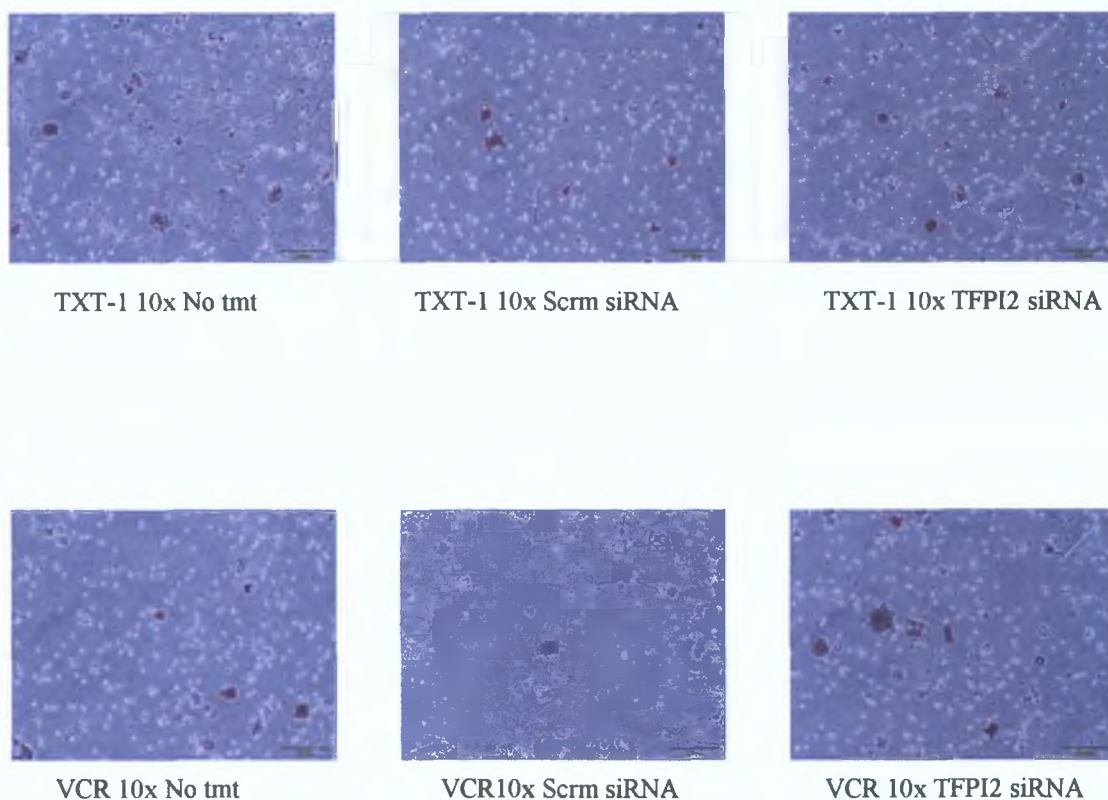 TXT-1 10x No tmt
TXT-1 10x Scrm siRNA
TXT-1 10x TFPI2 siRNA
VCR 10x No tmt
VCR10x Scrm siRNA
VCR 10x TFPI2 siRNA